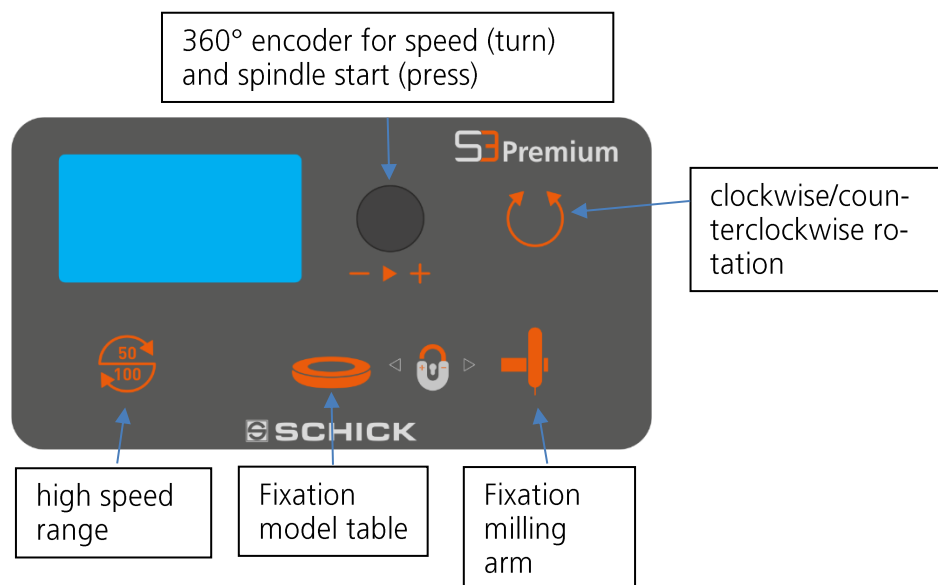 360° encoder for speed (turn)
and spindle start (press)
S3 Premium
clockwise/coun-
terclockwise ro-
tation
− +
50
100
+ −
SCHICK
high speed
range
Fixation
model table
Fixation
milling
arm